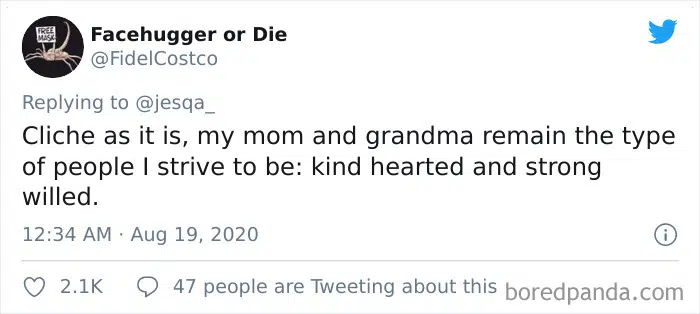 FREE
MASK
Facehugger or Die
@FidelCostco
Replying to @jesqa_
Cliche as it is, my mom and grandma remain the type
of people I strive to be: kind hearted and strong
willed.
12:34 AM · Aug 19, 2020
2.1K 47 people are Tweeting about this
boredpanda.com